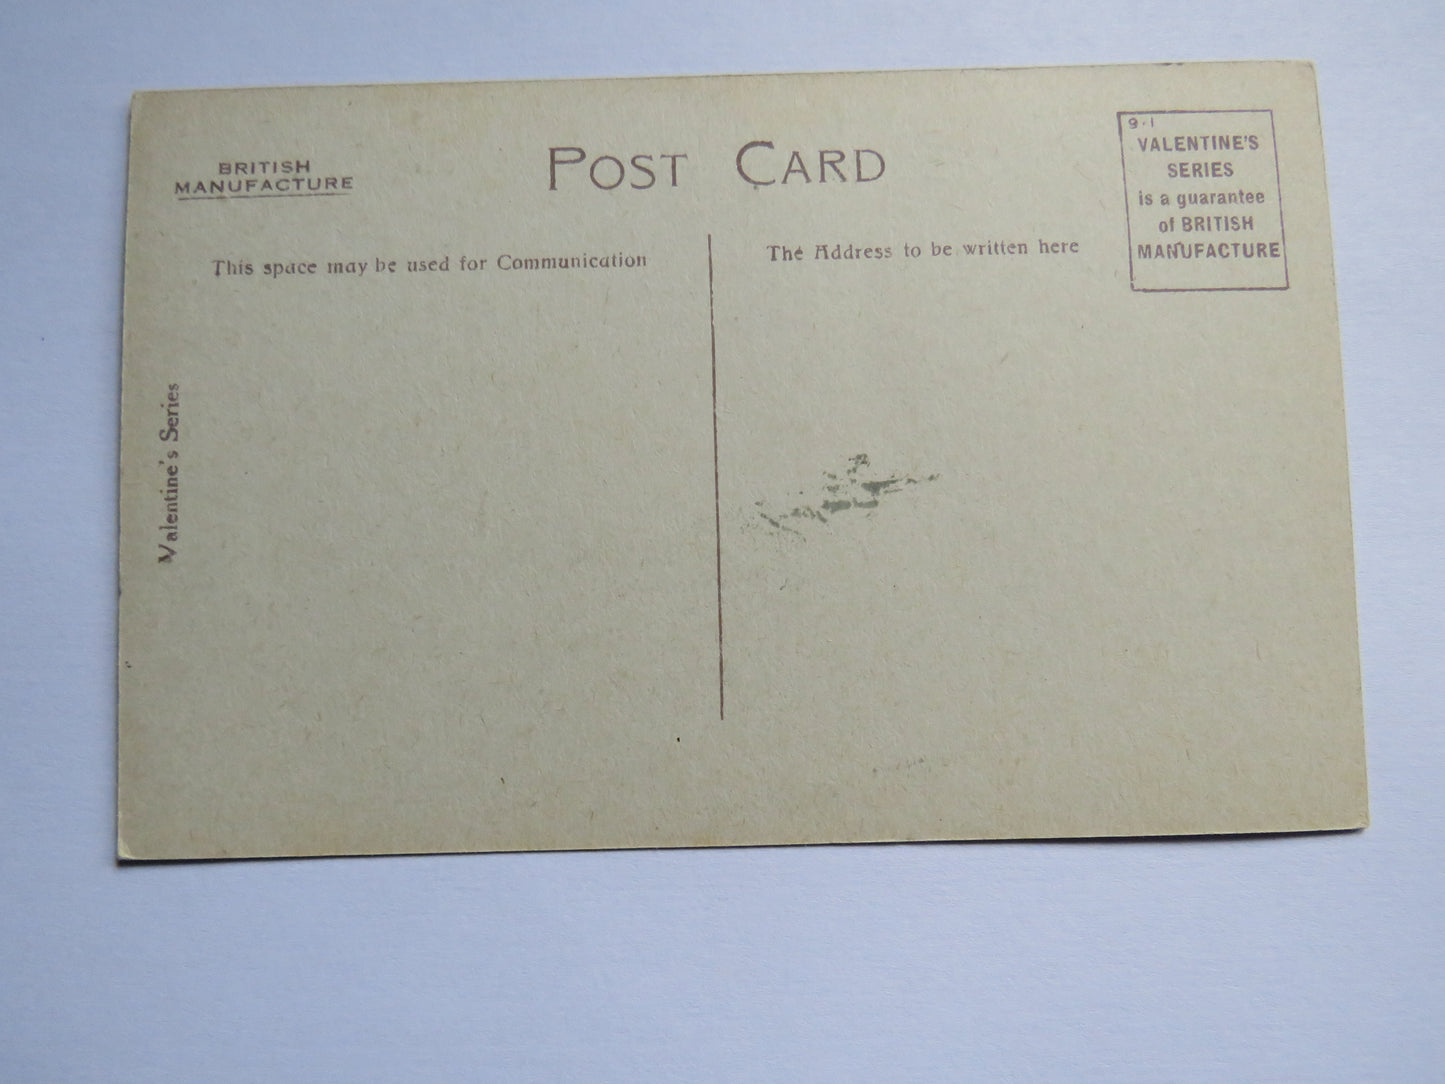 BRITISH
MANUFACTURE
POST CARD
9·1
VALENTINE'S
SERIES
is a guarantee
of BRITISH
MANUFACTURE
This space may be used for Communication
The Address to be written here
Valentine's Series